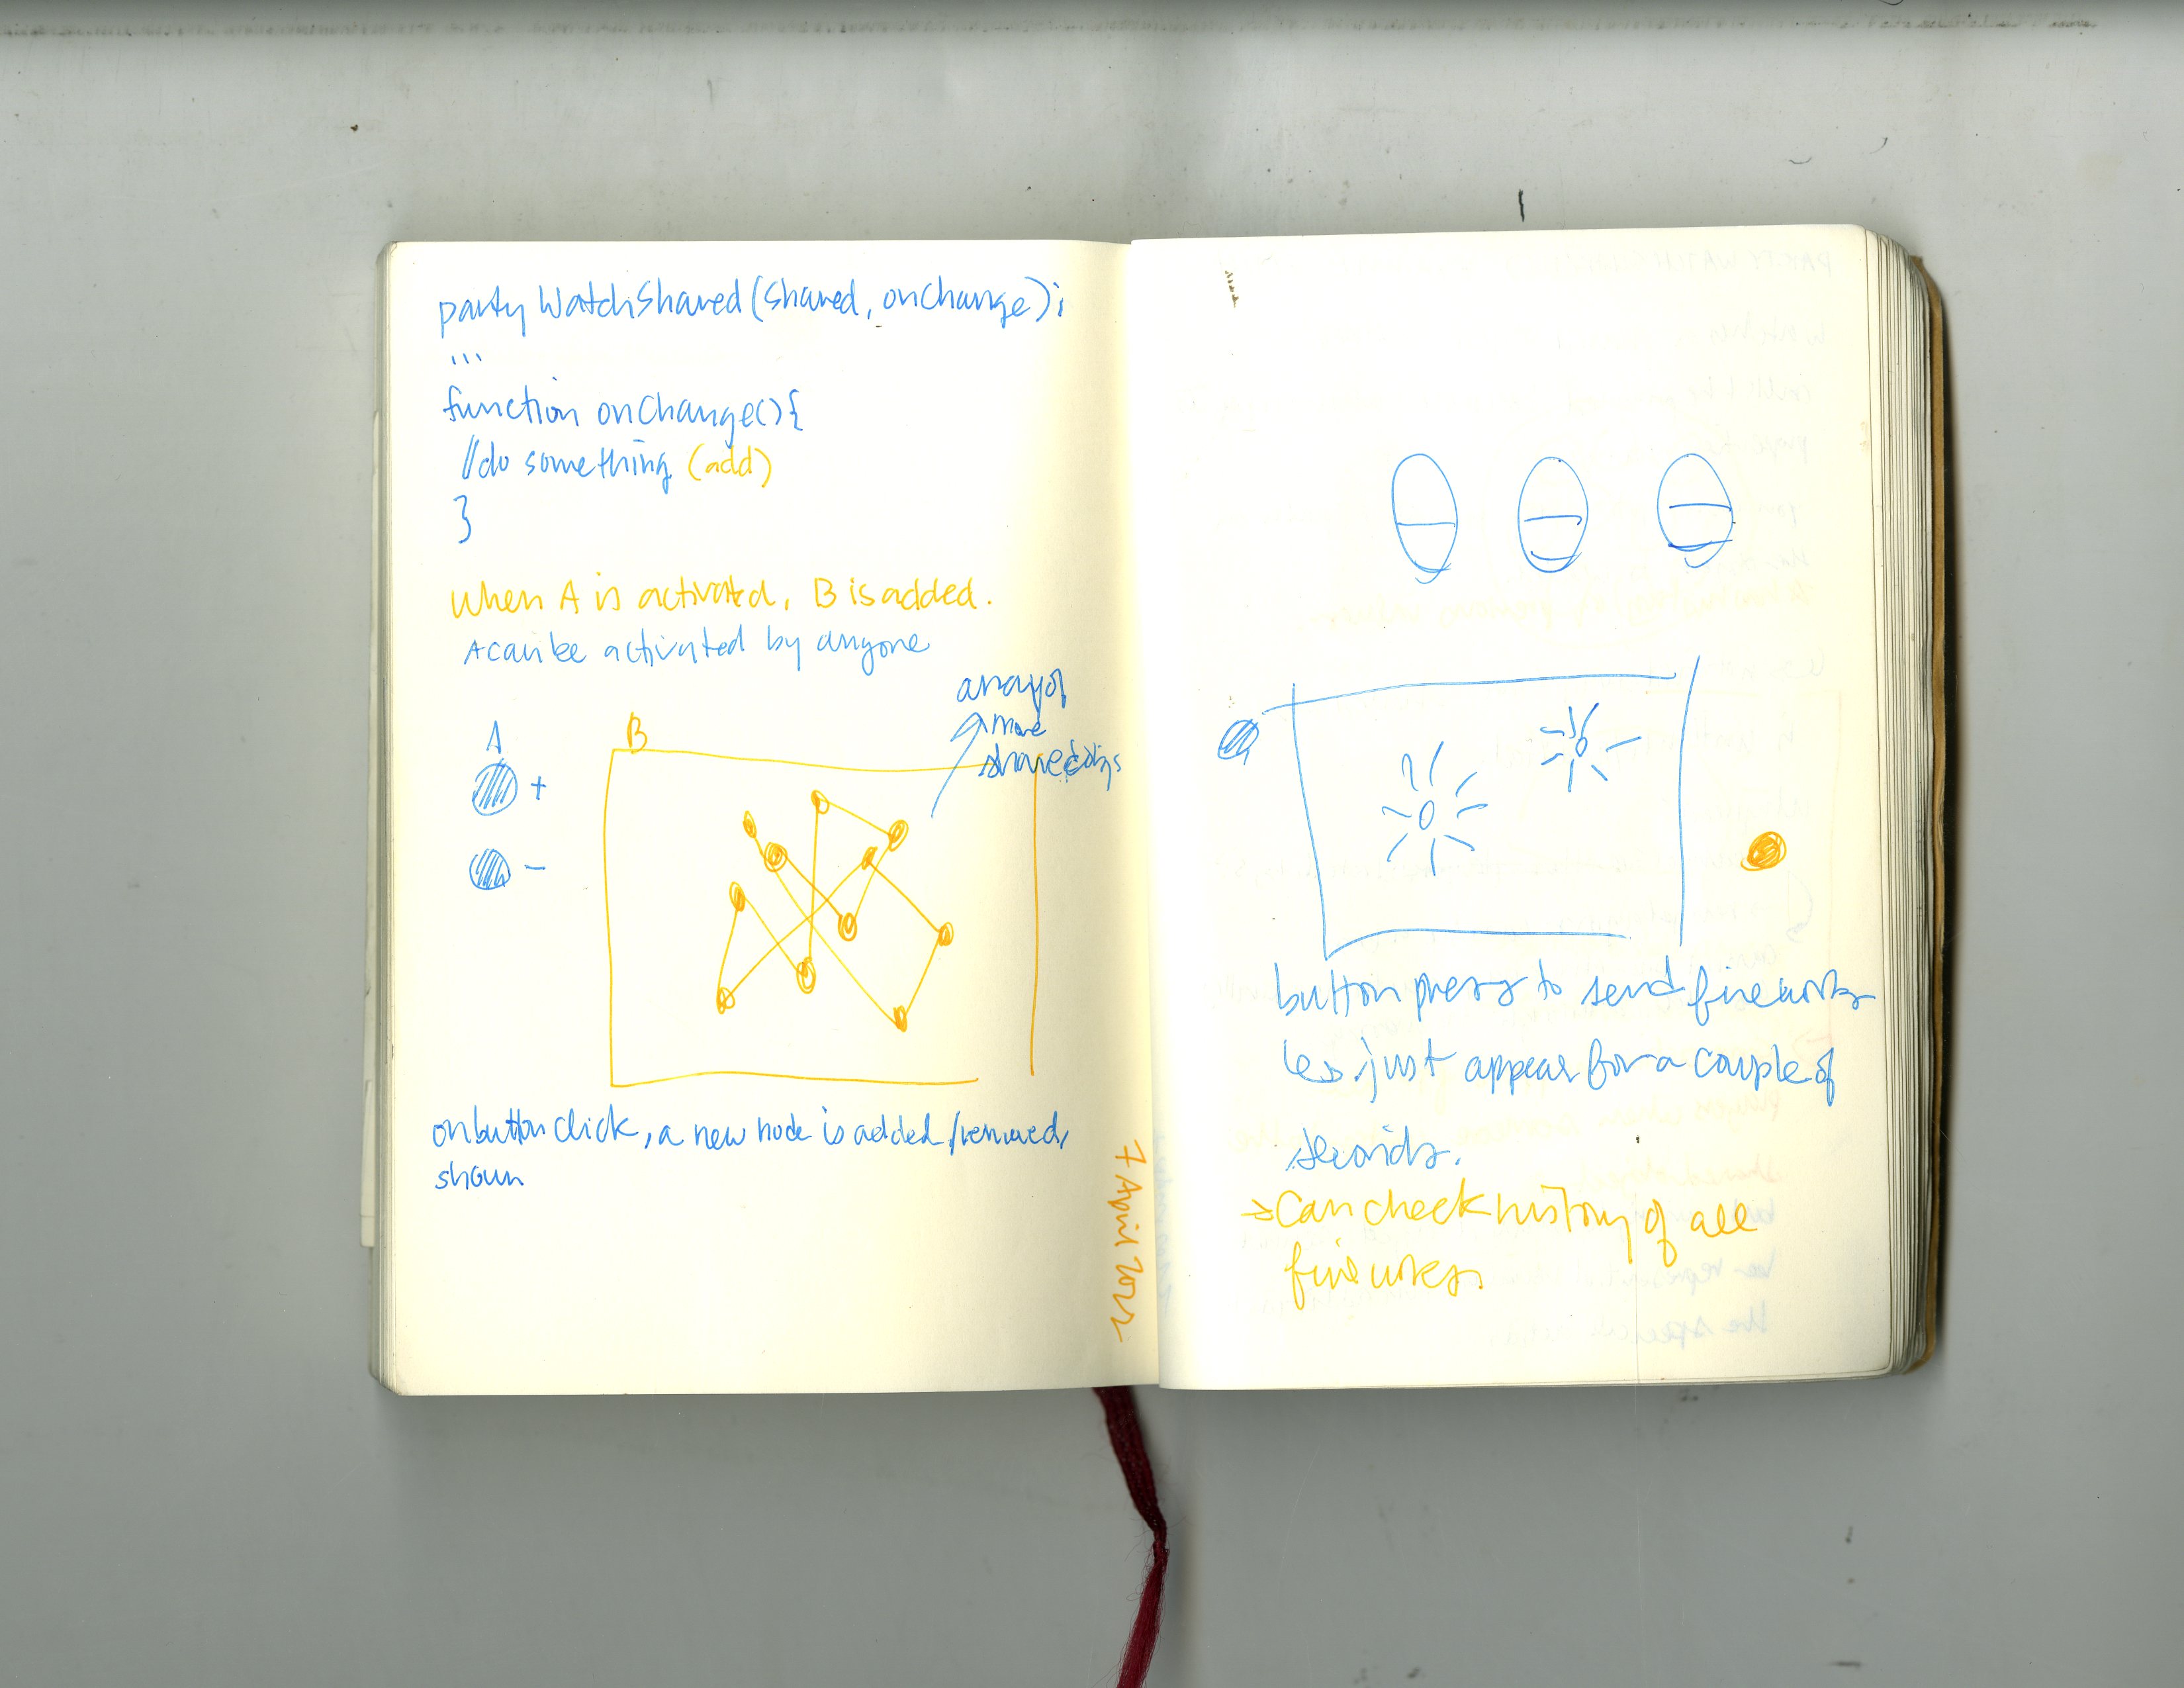 party WatchShared(shared, onChange);
...
function onChange(){
//do something (add)
}
When A is activated, B is added.
A can be activated by anyone
array of
more
shared objs
A
B
+
-
on button click, a new node is added/removed,
shown
7 April 2022
button press to send fireworks
just appear for a couple of
seconds.
→ Can check history of all
fireworks.